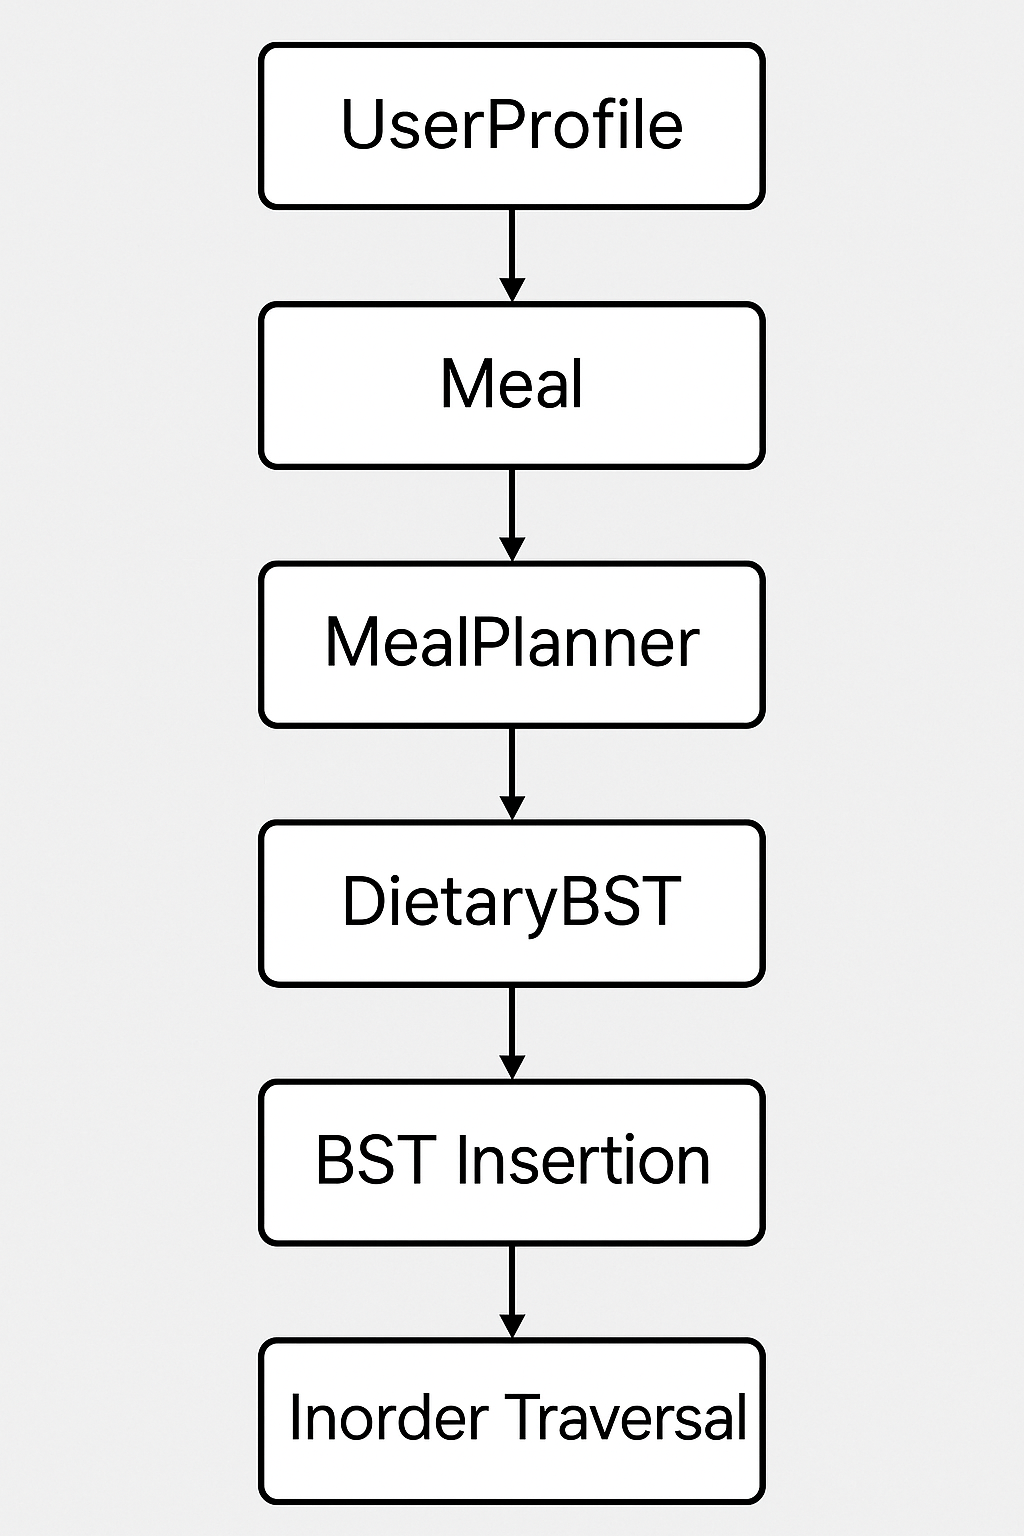 UserProfile
Meal
MealPlanner
DietaryBST
BST Insertion
Inorder Traversal